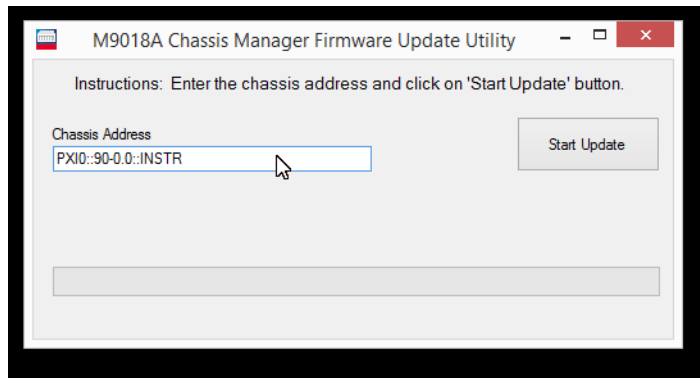 M9018A Chassis Manager Firmware Update Utility
Instructions: Enter the chassis address and click on 'Start Update' button.
Chassis Address
PXI0::90-0.0::INSTR
Start Update